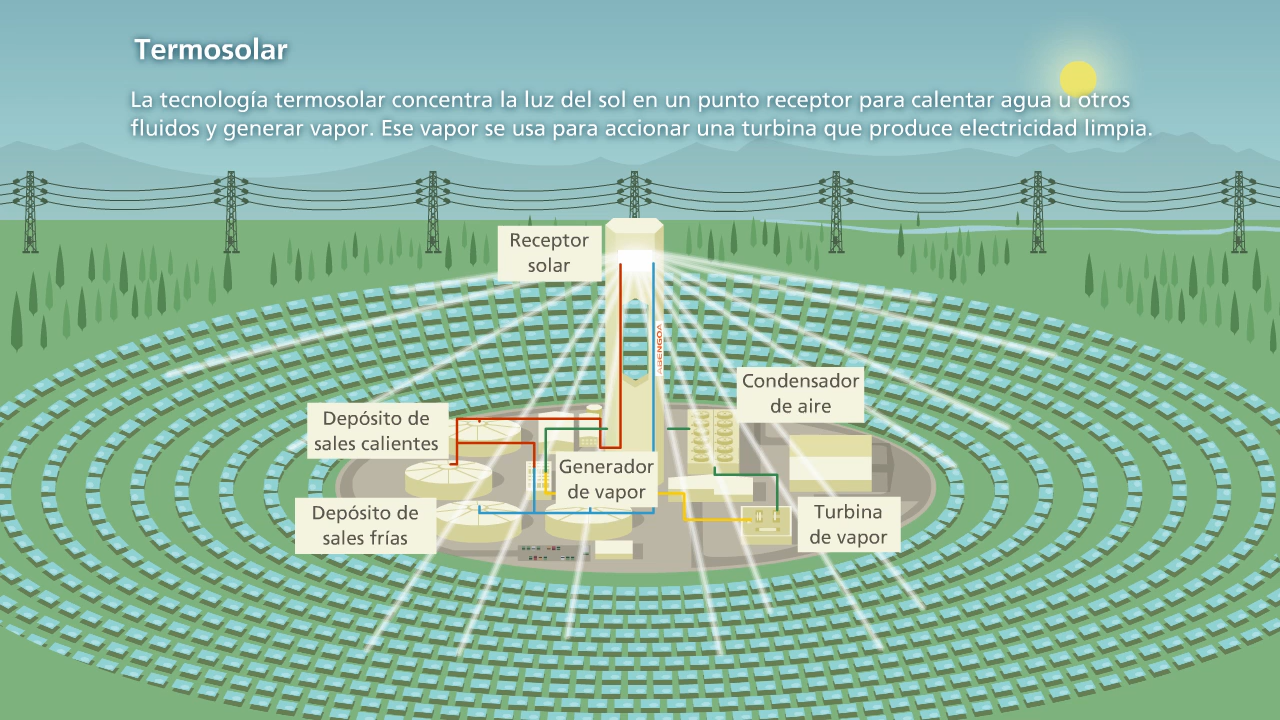 Termosolar
La tecnología termosolar concentra la luz del sol en un punto receptor para calentar agua u otros
fluidos y generar vapor. Ese vapor se usa para accionar una turbina que produce electricidad limpia.
Receptor
solar
ABENGOA
Condensador
de aire
Depósito de
sales calientes
Generador
de vapor
Depósito de
sales frías
Turbina
de vapor